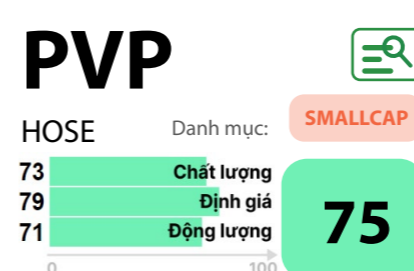 PVP
HOSE
Danh mục:
SMALLCAP
73 Chất lượng
79 Định giá
71 Động lượng
75
0 100